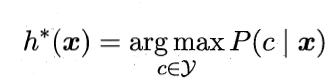 h*(x) = arg max P(c | x)
c∈𝒴